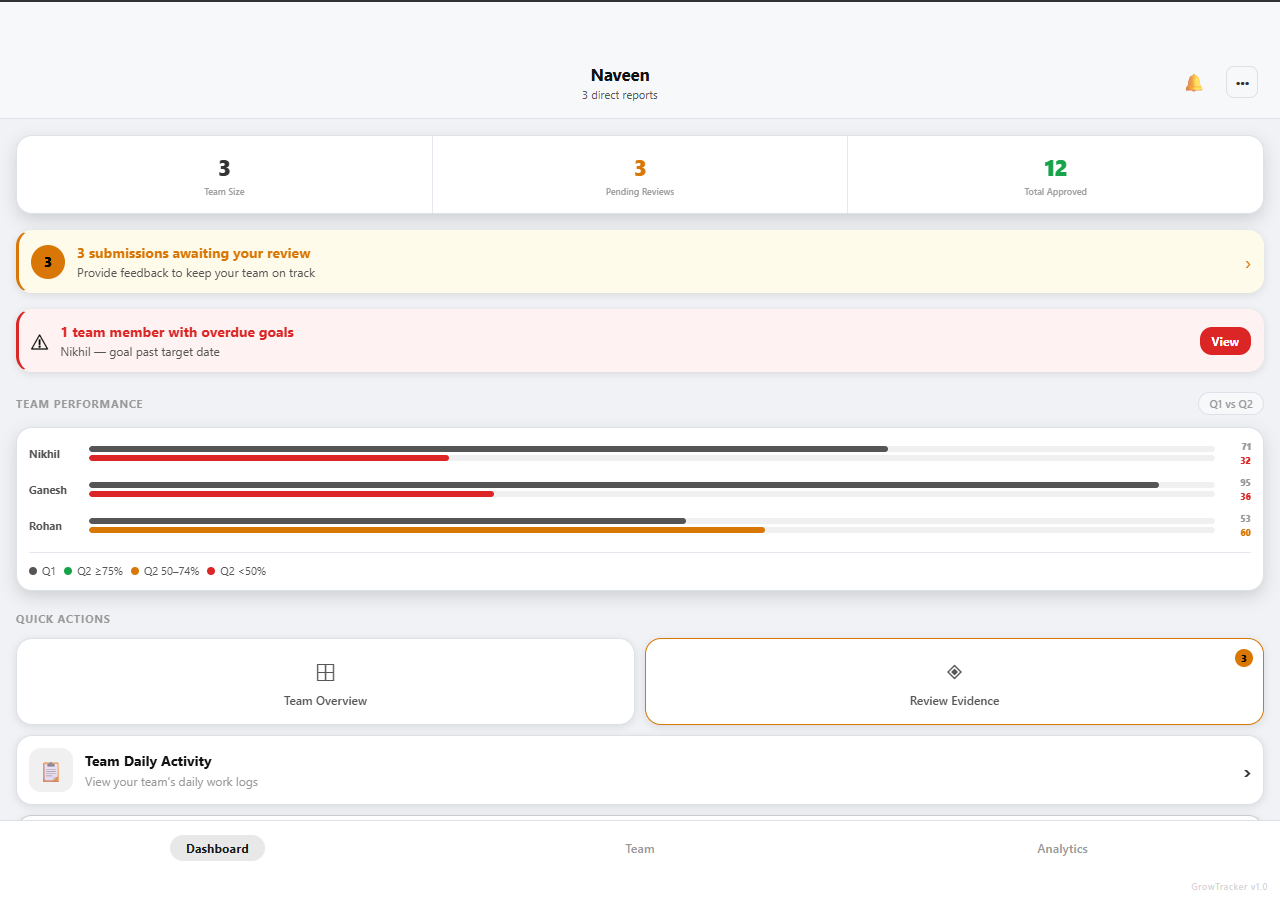 Naveen
3 direct reports
🔔
•••
3
Team Size
3
Pending Reviews
12
Total Approved
3
3 submissions awaiting your review
Provide feedback to keep your team on track
›
⚠
1 team member with overdue goals
Nikhil — goal past target date
View
TEAM PERFORMANCE
Q1 vs Q2
Nikhil
71
32
Ganesh
95
36
Rohan
53
60
Q1
Q2 ≥75%
Q2 50–74%
Q2 <50%
QUICK ACTIONS
Team Overview
3
Review Evidence
Team Daily Activity
View your team's daily work logs
›
Dashboard
Team
Analytics
GrowTracker v1.0